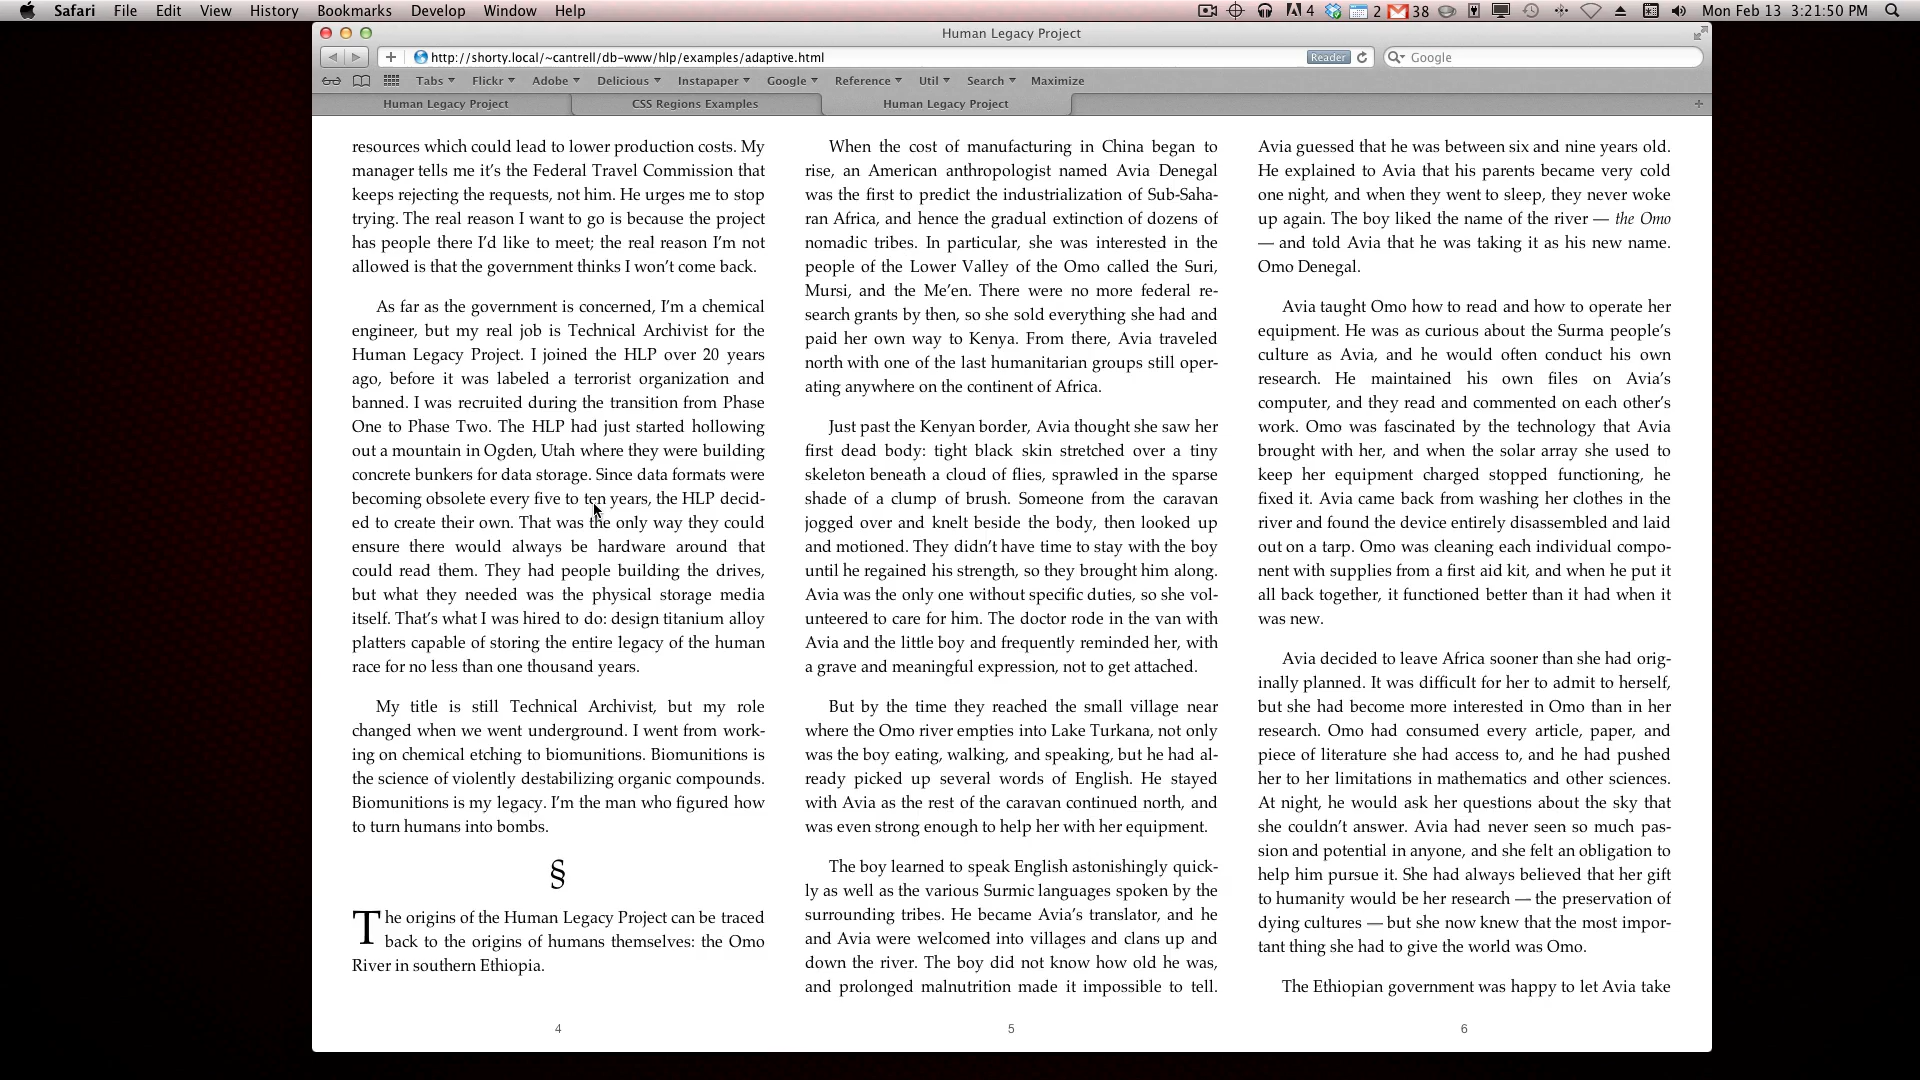 Safari File Edit View History Bookmarks Develop Window Help 4 2 38 Mon Feb 13 3:21:50 PM
Human Legacy Project
http://shorty.local/~cantrell/db-www/hlp/examples/adaptive.html Reader Google
Tabs Flickr Adobe Delicious Instapaper Google Reference Util Search Maximize
Human Legacy Project CSS Regions Examples Human Legacy Project
resources which could lead to lower production costs. My
manager tells me it’s the Federal Travel Commission that
keeps rejecting the requests, not him. He urges me to stop
trying. The real reason I want to go is because the project
has people there I’d like to meet; the real reason I’m not
allowed is that the government thinks I won’t come back.
As far as the government is concerned, I’m a chemical
engineer, but my real job is Technical Archivist for the
Human Legacy Project. I joined the HLP over 20 years
ago, before it was labeled a terrorist organization and
banned. I was recruited during the transition from Phase
One to Phase Two. The HLP had just started hollowing
out a mountain in Ogden, Utah where they were building
concrete bunkers for data storage. Since data formats were
becoming obsolete every five to ten years, the HLP decid-
ed to create their own. That was the only way they could
ensure there would always be hardware around that
could read them. They had people building the drives,
but what they needed was the physical storage media
itself. That’s what I was hired to do: design titanium alloy
platters capable of storing the entire legacy of the human
race for no less than one thousand years.
My title is still Technical Archivist, but my role
changed when we went underground. I went from work-
ing on chemical etching to biomunitions. Biomunitions is
the science of violently destabilizing organic compounds.
Biomunitions is my legacy. I’m the man who figured how
to turn humans into bombs.
§
The origins of the Human Legacy Project can be traced
back to the origins of humans themselves: the Omo
River in southern Ethiopia.
4
When the cost of manufacturing in China began to
rise, an American anthropologist named Avia Denegal
was the first to predict the industrialization of Sub-Saha-
ran Africa, and hence the gradual extinction of dozens of
nomadic tribes. In particular, she was interested in the
people of the Lower Valley of the Omo called the Suri,
Mursi, and the Me’en. There were no more federal re-
search grants by then, so she sold everything she had and
paid her own way to Kenya. From there, Avia traveled
north with one of the last humanitarian groups still oper-
ating anywhere on the continent of Africa.
Just past the Kenyan border, Avia thought she saw her
first dead body: tight black skin stretched over a tiny
skeleton beneath a cloud of flies, sprawled in the sparse
shade of a clump of brush. Someone from the caravan
jogged over and knelt beside the body, then looked up
and motioned. They didn’t have time to stay with the boy
until he regained his strength, so they brought him along.
Avia was the only one without specific duties, so she vol-
unteered to care for him. The doctor rode in the van with
Avia and the little boy and frequently reminded her, with
a grave and meaningful expression, not to get attached.
But by the time they reached the small village near
where the Omo river empties into Lake Turkana, not only
was the boy eating, walking, and speaking, but he had al-
ready picked up several words of English. He stayed
with Avia as the rest of the caravan continued north, and
was even strong enough to help her with her equipment.
The boy learned to speak English astonishingly quick-
ly as well as the various Surmic languages spoken by the
surrounding tribes. He became Avia’s translator, and he
and Avia were welcomed into villages and clans up and
down the river. The boy did not know how old he was,
and prolonged malnutrition made it impossible to tell.
5
Avia guessed that he was between six and nine years old.
He explained to Avia that his parents became very cold
one night, and when they went to sleep, they never woke
up again. The boy liked the name of the river — the Omo
— and told Avia that he was taking it as his new name.
Omo Denegal.
Avia taught Omo how to read and how to operate her
equipment. He was as curious about the Surma people’s
culture as Avia, and he would often conduct his own
research. He maintained his own files on Avia’s
computer, and they read and commented on each other’s
work. Omo was fascinated by the technology that Avia
brought with her, and when the solar array she used to
keep her equipment charged stopped functioning, he
fixed it. Avia came back from washing her clothes in the
river and found the device entirely disassembled and laid
out on a tarp. Omo was cleaning each individual compo-
nent with supplies from a first aid kit, and when he put it
all back together, it functioned better than it had when it
was new.
Avia decided to leave Africa sooner than she had orig-
inally planned. It was difficult for her to admit to herself,
but she had become more interested in Omo than in her
research. Omo had consumed every article, paper, and
piece of literature she had access to, and he had pushed
her to her limitations in mathematics and other sciences.
At night, he would ask her questions about the sky that
she couldn’t answer. Avia had never seen so much pas-
sion and potential in anyone, and she felt an obligation to
help him pursue it. She had always believed that her gift
to humanity would be her research — the preservation of
dying cultures — but she now knew that the most impor-
tant thing she had to give the world was Omo.
The Ethiopian government was happy to let Avia take
6